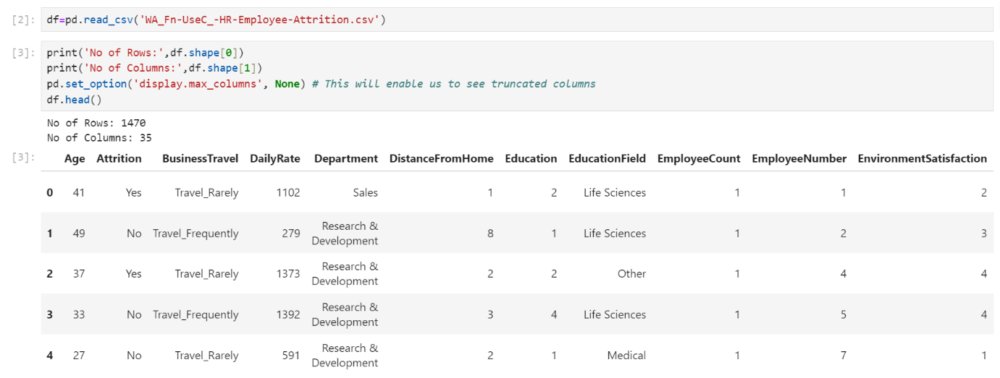 [2]: df=pd.read_csv('WA_Fn-UseC_-HR-Employee-Attrition.csv')
[3]: print('No of Rows:',df.shape[0])
print('No of Columns:',df.shape[1])
pd.set_option('display.max_columns', None) # This will enable us to see truncated columns
df.head()
No of Rows: 1470
No of Columns: 35
[3]: Age Attrition BusinessTravel DailyRate Department DistanceFromHome Education EducationField EmployeeCount EmployeeNumber EnvironmentSatisfaction
0 41 Yes Travel_Rarely 1102 Sales 1 2 Life Sciences 1 1 2
1 49 No Travel_Frequently 279 Research & Development 8 1 Life Sciences 1 2 3
2 37 Yes Travel_Rarely 1373 Research & Development 2 2 Other 1 4 4
3 33 No Travel_Frequently 1392 Research & Development 3 4 Life Sciences 1 5 4
4 27 No Travel_Rarely 591 Research & Development 2 1 Medical 1 7 1